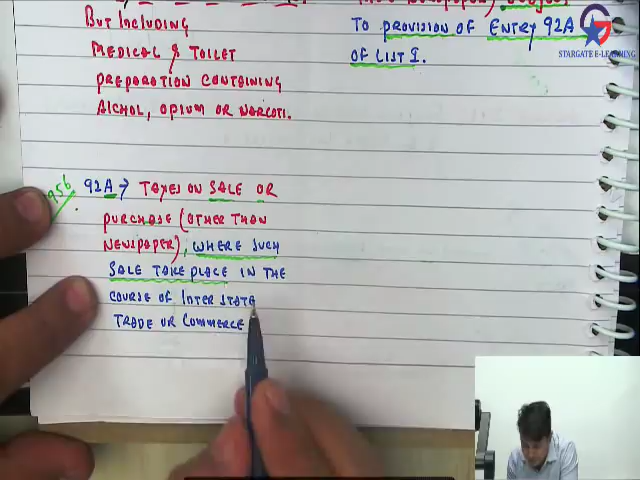 But Including
Medical & Toilet
preparation containing
Alchol, opium or Narcoti.
To provision of Entry 92A
of List I.
STARGATE E-LEARNING
956
92A → Taxes on Sale or
purchase (other than
Newspaper), where such
Sale take place in the
course of Inter State
Trade or Commerce